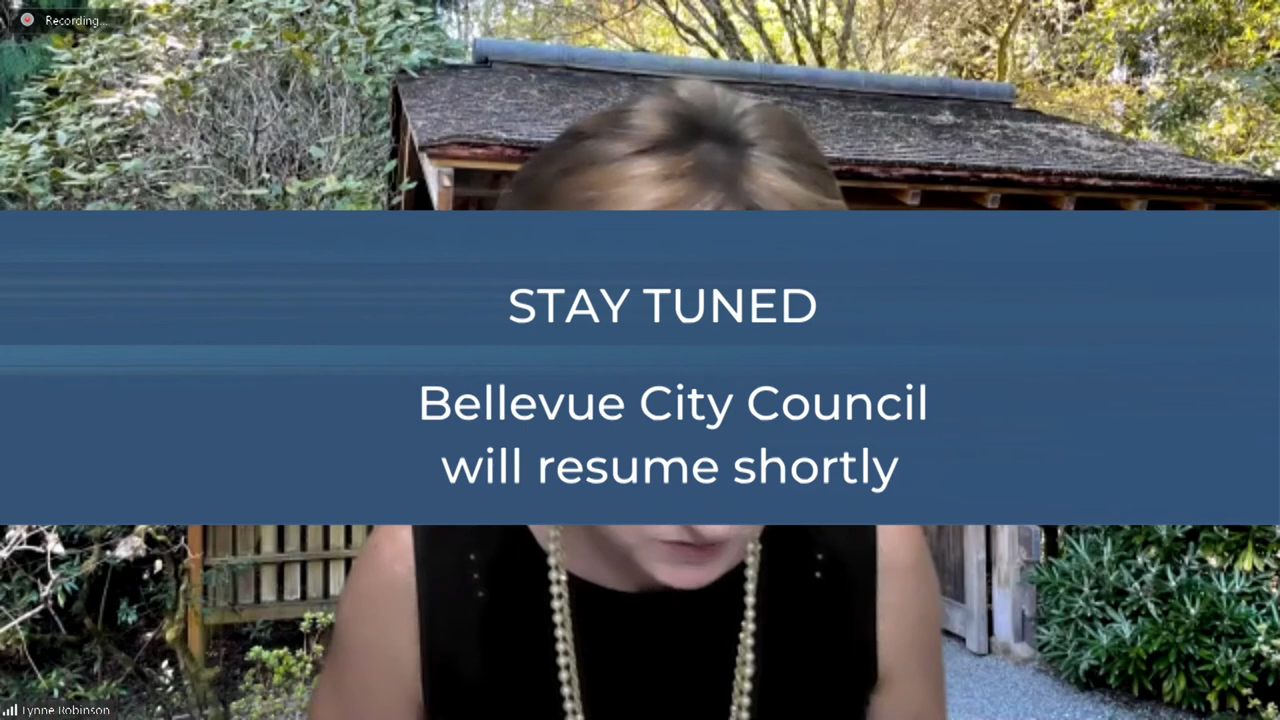 Recording...
STAY TUNED
Bellevue City Council
will resume shortly
Lynne Robinson